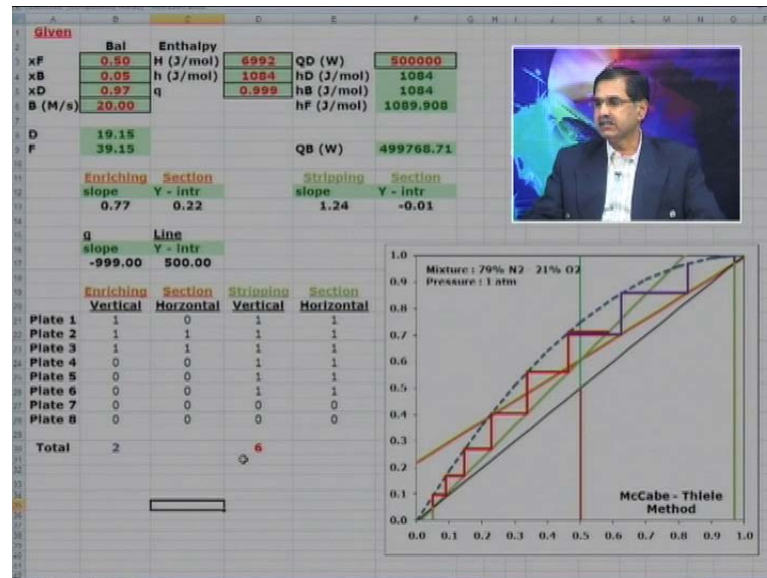 A B C D E F G H I J K L M N O P
1 Given
2 Bal Enthalpy
3 xF 0.50 H (J/mol) 6992 QD (W) 500000
4 xB 0.05 h (J/mol) 1084 hD (J/mol) 1084
5 xD 0.97 q 0.999 hB (J/mol) 1084
6 B (M/s) 20.00 hF (J/mol) 1089.908
D 19.15
F 39.15 QB (W) 499768.71
Enriching Section Stripping Section
slope Y - intr slope Y - intr
0.77 0.22 1.24 -0.01
q Line
slope Y - intr
-999.00 500.00
Enriching Section Stripping Section
Vertical Horzontal Vertical Horizontal
Plate 1 1 0 1 1
Plate 2 1 1 1 1
Plate 3 1 1 1 1
Plate 4 0 0 1 1
Plate 5 0 0 1 1
Plate 6 0 0 1 1
Plate 7 0 0 0 0
Plate 8 0 0 0 0
Total 2 6
1.0
Mixture : 79% N2 21% O2
Pressure : 1 atm
0.9
0.8
0.7
0.6
0.5
0.4
0.3
0.2
0.1
McCabe - Thiele
Method
0.0
0.0 0.1 0.2 0.3 0.4 0.5 0.6 0.7 0.8 0.9 1.0